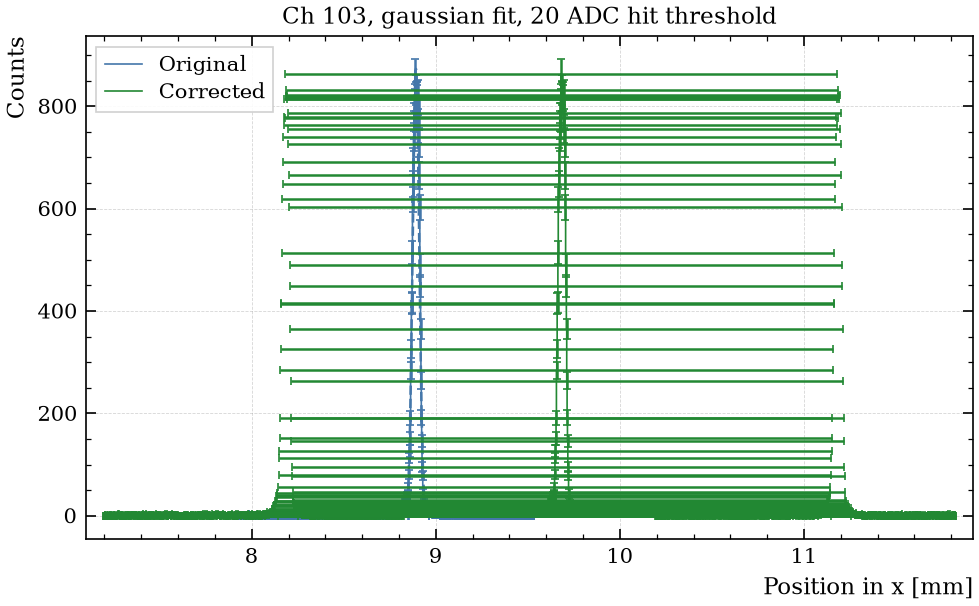 Ch 103, gaussian fit, 20 ADC hit threshold
Counts
Original
Corrected
800
600
400
200
0
8
9
10
11
Position in x [mm]